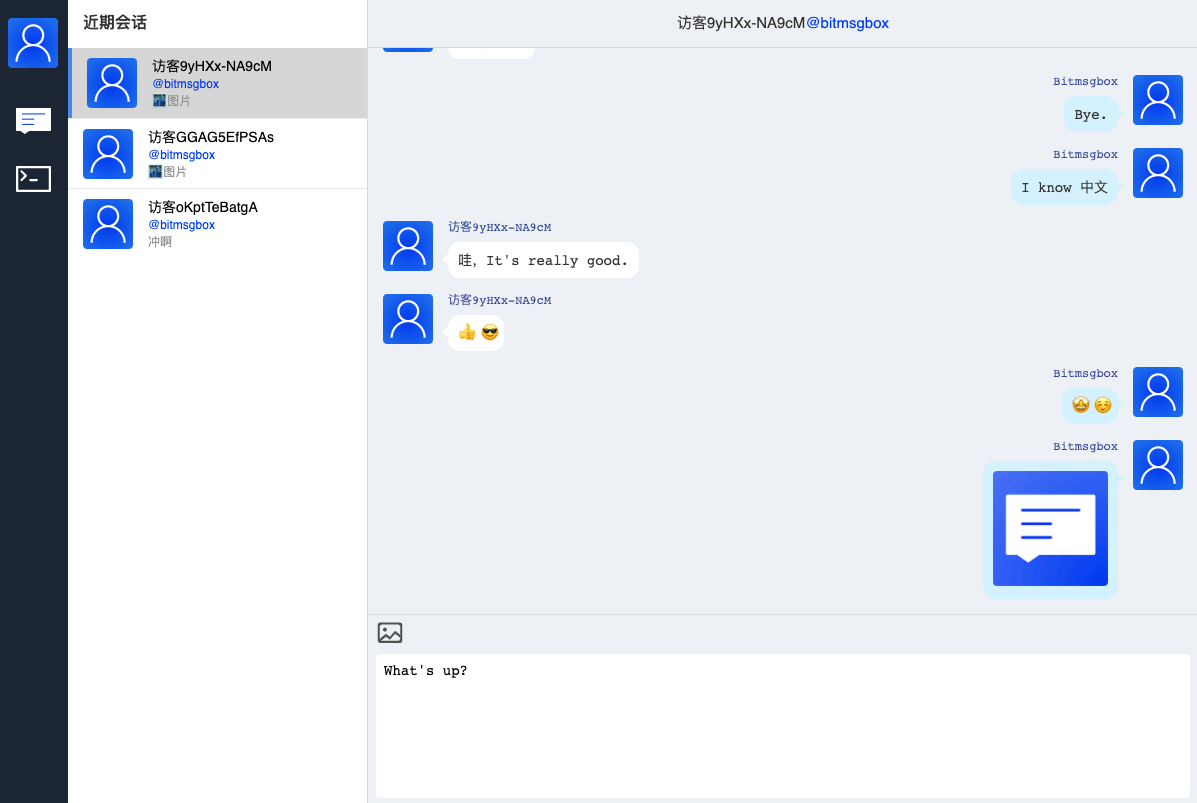 近期会话
访客9yHXx-NA9cM
@bitmsgbox
🌃图片
访客GGAG5EfPSAs
@bitmsgbox
🌃图片
访客oKptTeBatgA
@bitmsgbox
冲啊
访客9yHXx-NA9cM@bitmsgbox
Bitmsgbox
Bye.
Bitmsgbox
I know 中文
访客9yHXx-NA9cM
哇, It's really good.
访客9yHXx-NA9cM
👍 😎
Bitmsgbox
🤩 ☺️
Bitmsgbox
What's up?